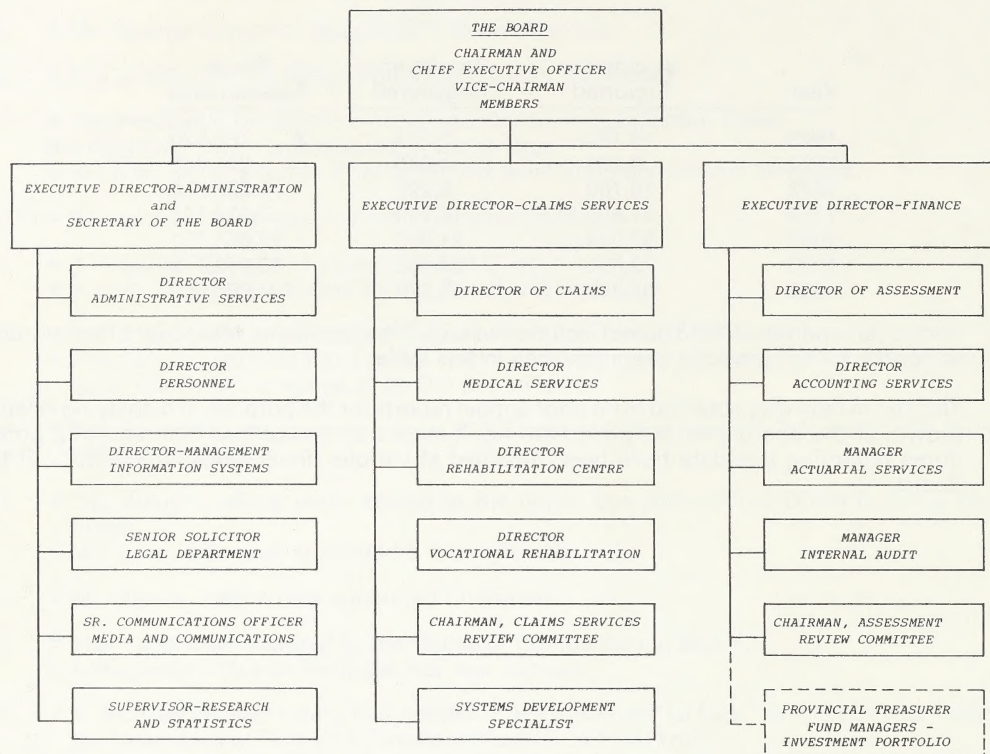 THE BOARD
CHAIRMAN AND
CHIEF EXECUTIVE OFFICER
VICE-CHAIRMAN
MEMBERS
EXECUTIVE DIRECTOR-ADMINISTRATION
and
SECRETARY OF THE BOARD
DIRECTOR
ADMINISTRATIVE SERVICES
DIRECTOR
PERSONNEL
DIRECTOR-MANAGEMENT
INFORMATION SYSTEMS
SENIOR SOLICITOR
LEGAL DEPARTMENT
SR. COMMUNICATIONS OFFICER
MEDIA AND COMMUNICATIONS
SUPERVISOR-RESEARCH
AND STATISTICS
EXECUTIVE DIRECTOR-CLAIMS SERVICES
DIRECTOR OF CLAIMS
DIRECTOR
MEDICAL SERVICES
DIRECTOR
REHABILITATION CENTRE
DIRECTOR
VOCATIONAL REHABILITATION
CHAIRMAN, CLAIMS SERVICES
REVIEW COMMITTEE
SYSTEMS DEVELOPMENT
SPECIALIST
EXECUTIVE DIRECTOR-FINANCE
DIRECTOR OF ASSESSMENT
DIRECTOR
ACCOUNTING SERVICES
MANAGER
ACTUARIAL SERVICES
MANAGER
INTERNAL AUDIT
CHAIRMAN, ASSESSMENT
REVIEW COMMITTEE
PROVINCIAL TREASURER
FUND MANAGERS -
INVESTMENT PORTFOLIO